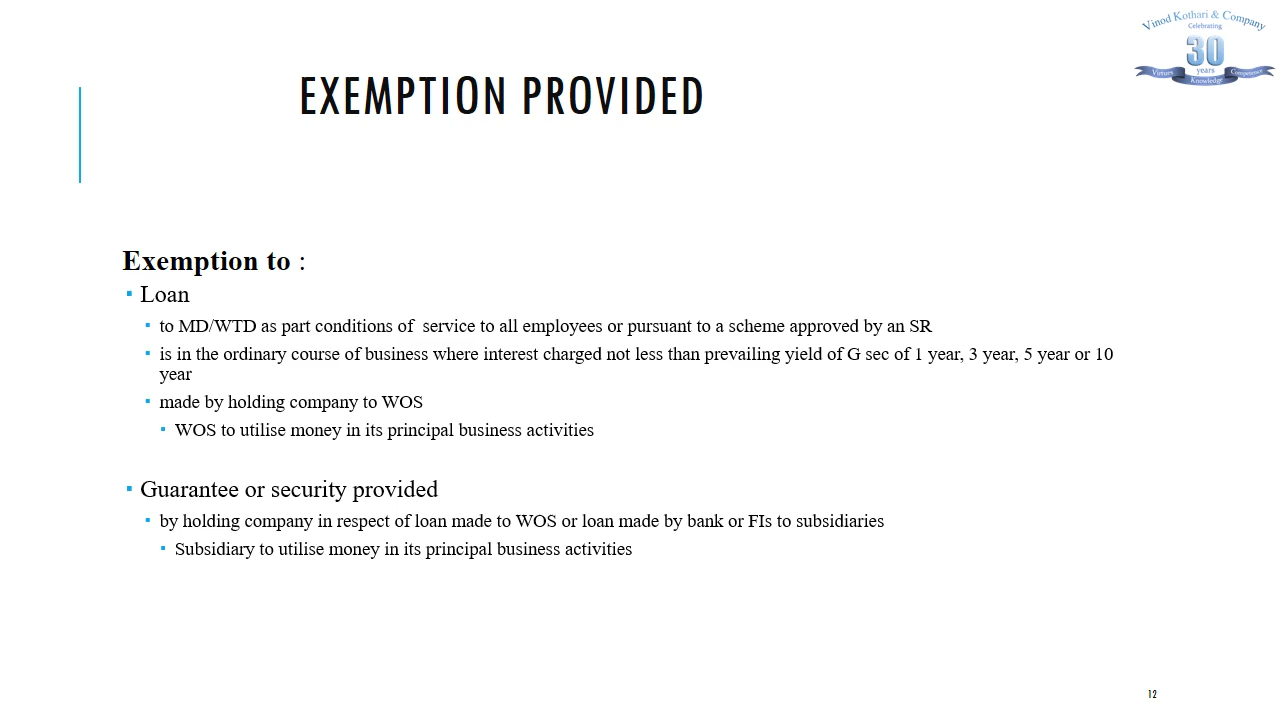 Vinod Kothari & Company
Celebrating
30
years
Virtues
Knowledge
Competence
EXEMPTION PROVIDED
Exemption to :
▪ Loan
▪ to MD/WTD as part conditions of  service to all employees or pursuant to a scheme approved by an SR
▪ is in the ordinary course of business where interest charged not less than prevailing yield of G sec of 1 year, 3 year, 5 year or 10
year
▪ made by holding company to WOS
▪ WOS to utilise money in its principal business activities
▪ Guarantee or security provided
▪ by holding company in respect of loan made to WOS or loan made by bank or FIs to subsidiaries
▪ Subsidiary to utilise money in its principal business activities
12